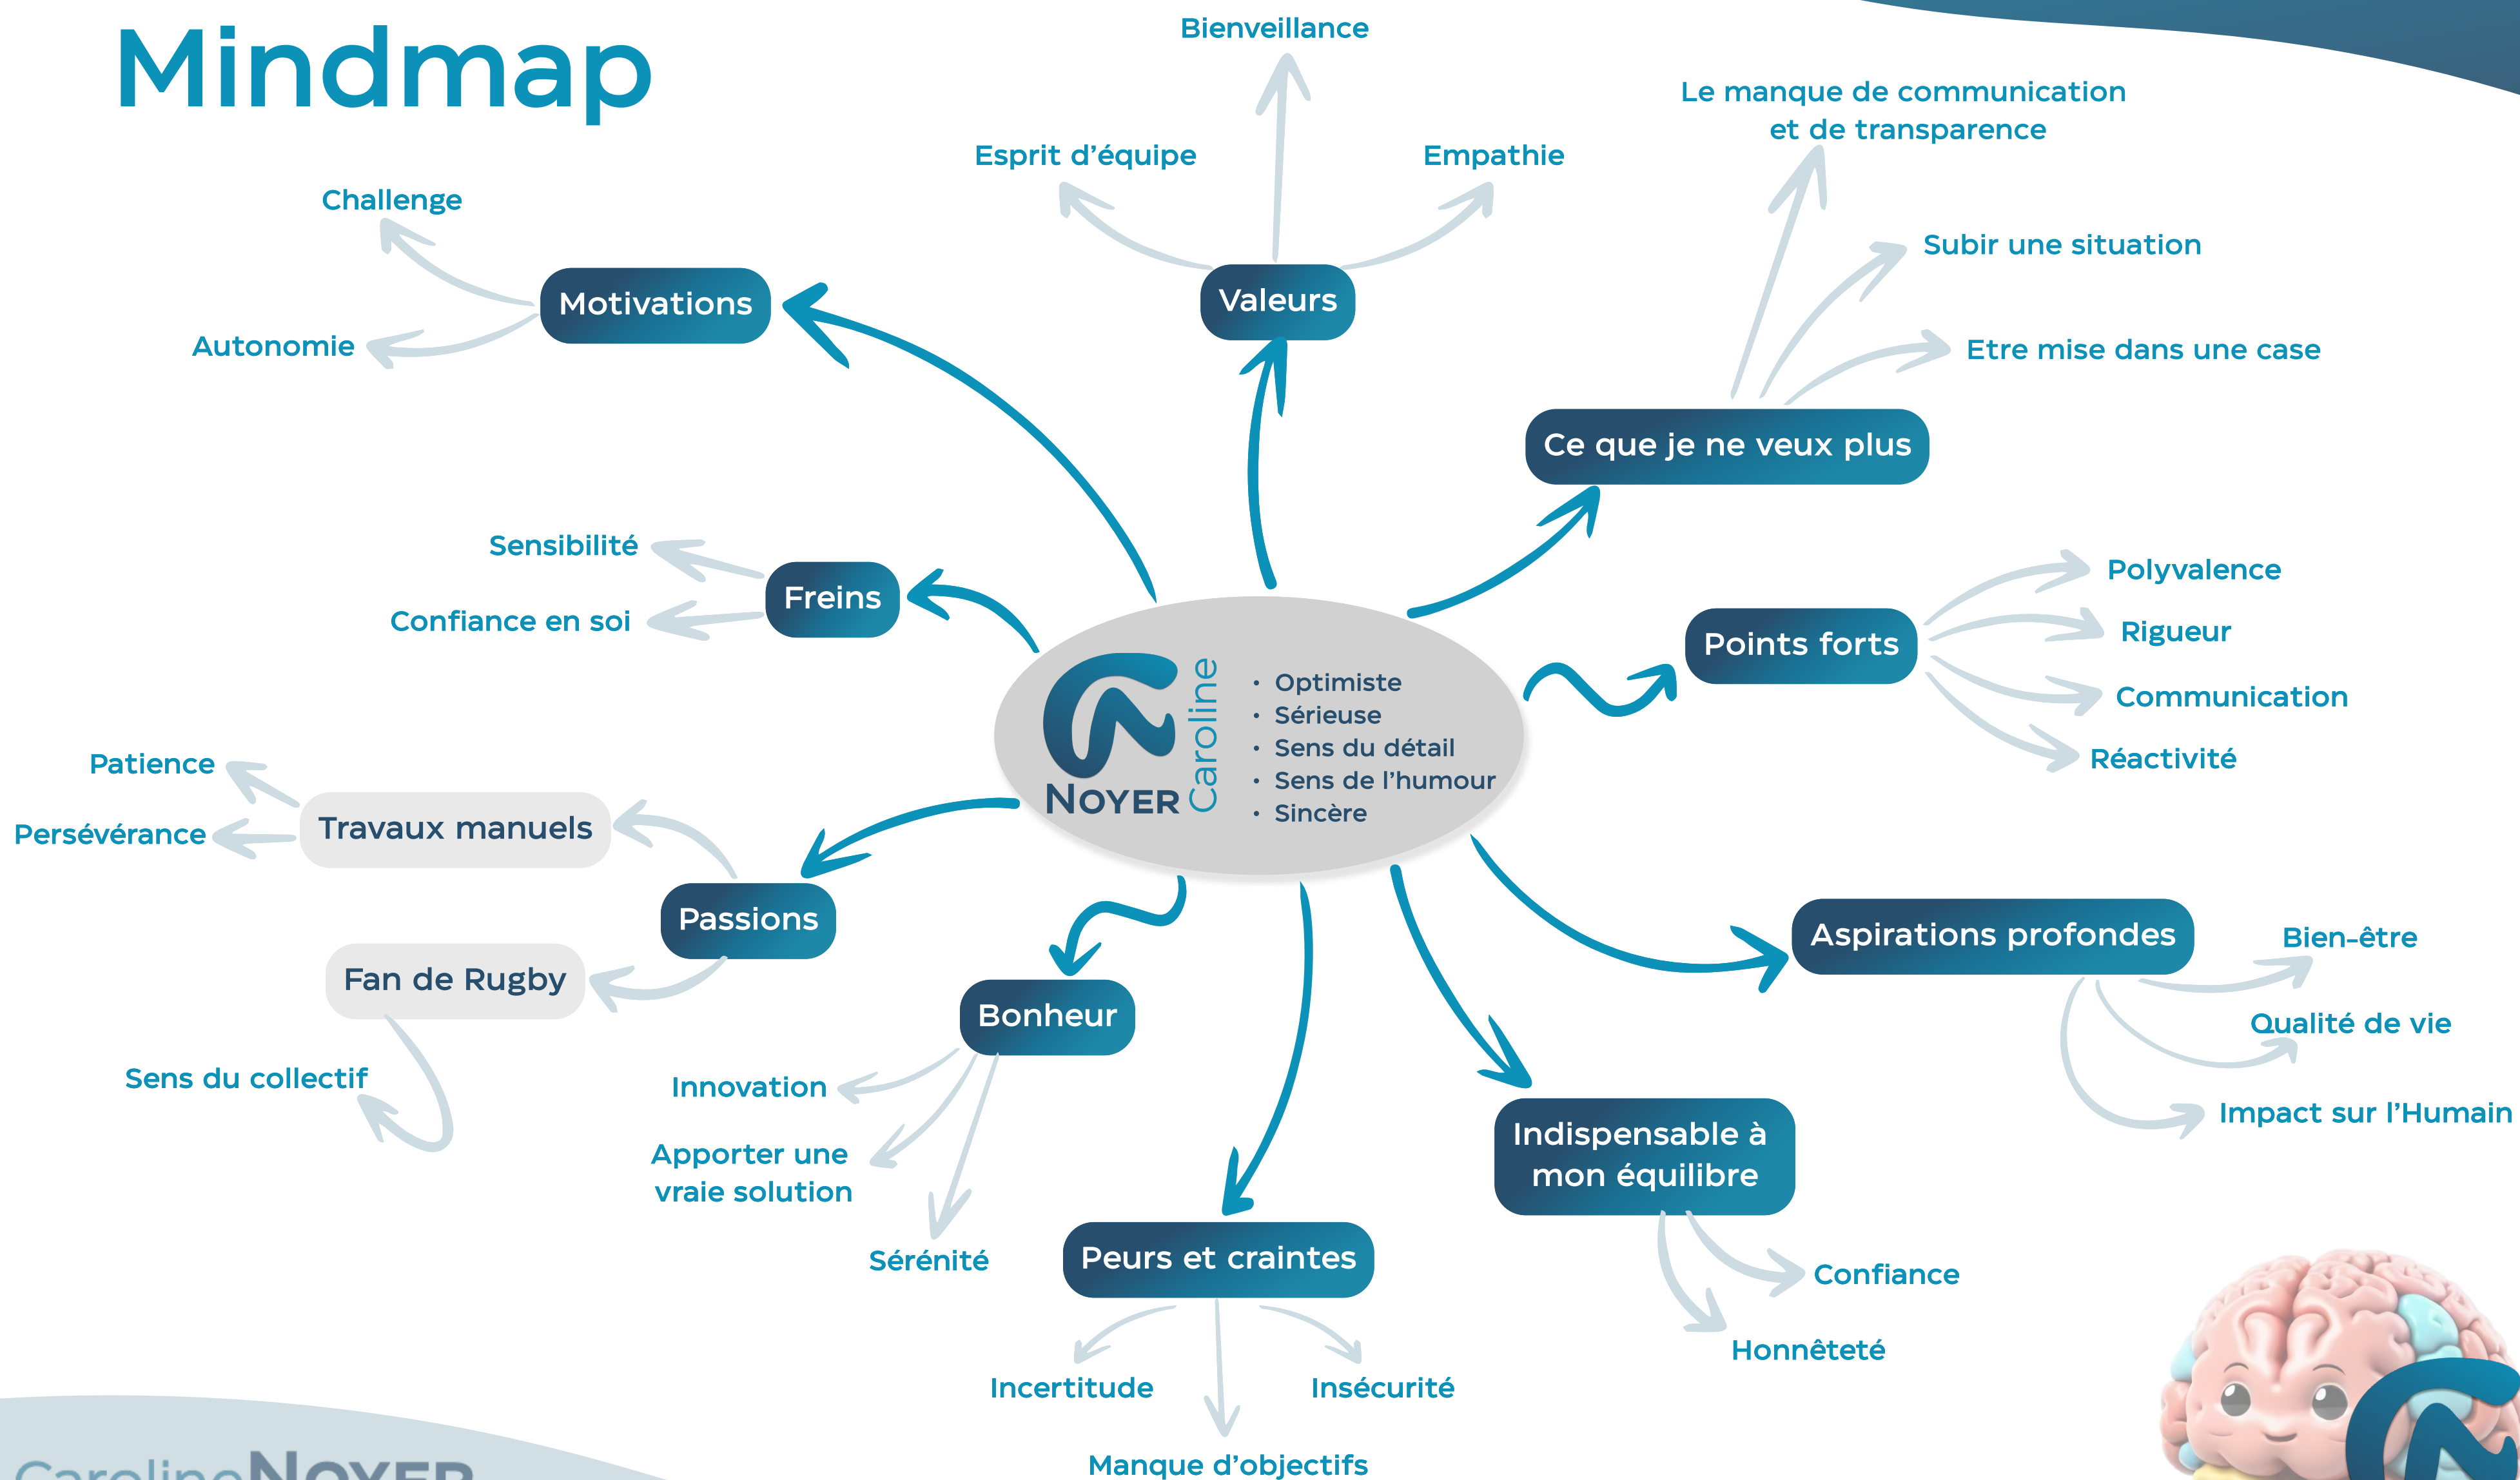 Mindmap
Bienveillance
Esprit d'équipe
Empathie
Valeurs
Le manque de communication
et de transparence
Subir une situation
Etre mise dans une case
Ce que je ne veux plus
Challenge
Autonomie
Motivations
Sensibilité
Confiance en soi
Freins
Polyvalence
Rigueur
Communication
Réactivité
Points forts
NOYER
Caroline
• Optimiste
• Sérieuse
• Sens du détail
• Sens de l'humour
• Sincère
Patience
Persévérance
Travaux manuels
Passions
Fan de Rugby
Sens du collectif
Bonheur
Innovation
Apporter une
vraie solution
Sérénité
Peurs et craintes
Incertitude
Manque d'objectifs
Insécurité
Indispensable à
mon équilibre
Confiance
Honnêteté
Aspirations profondes
Bien-être
Qualité de vie
Impact sur l'Humain
CarolineNOYER